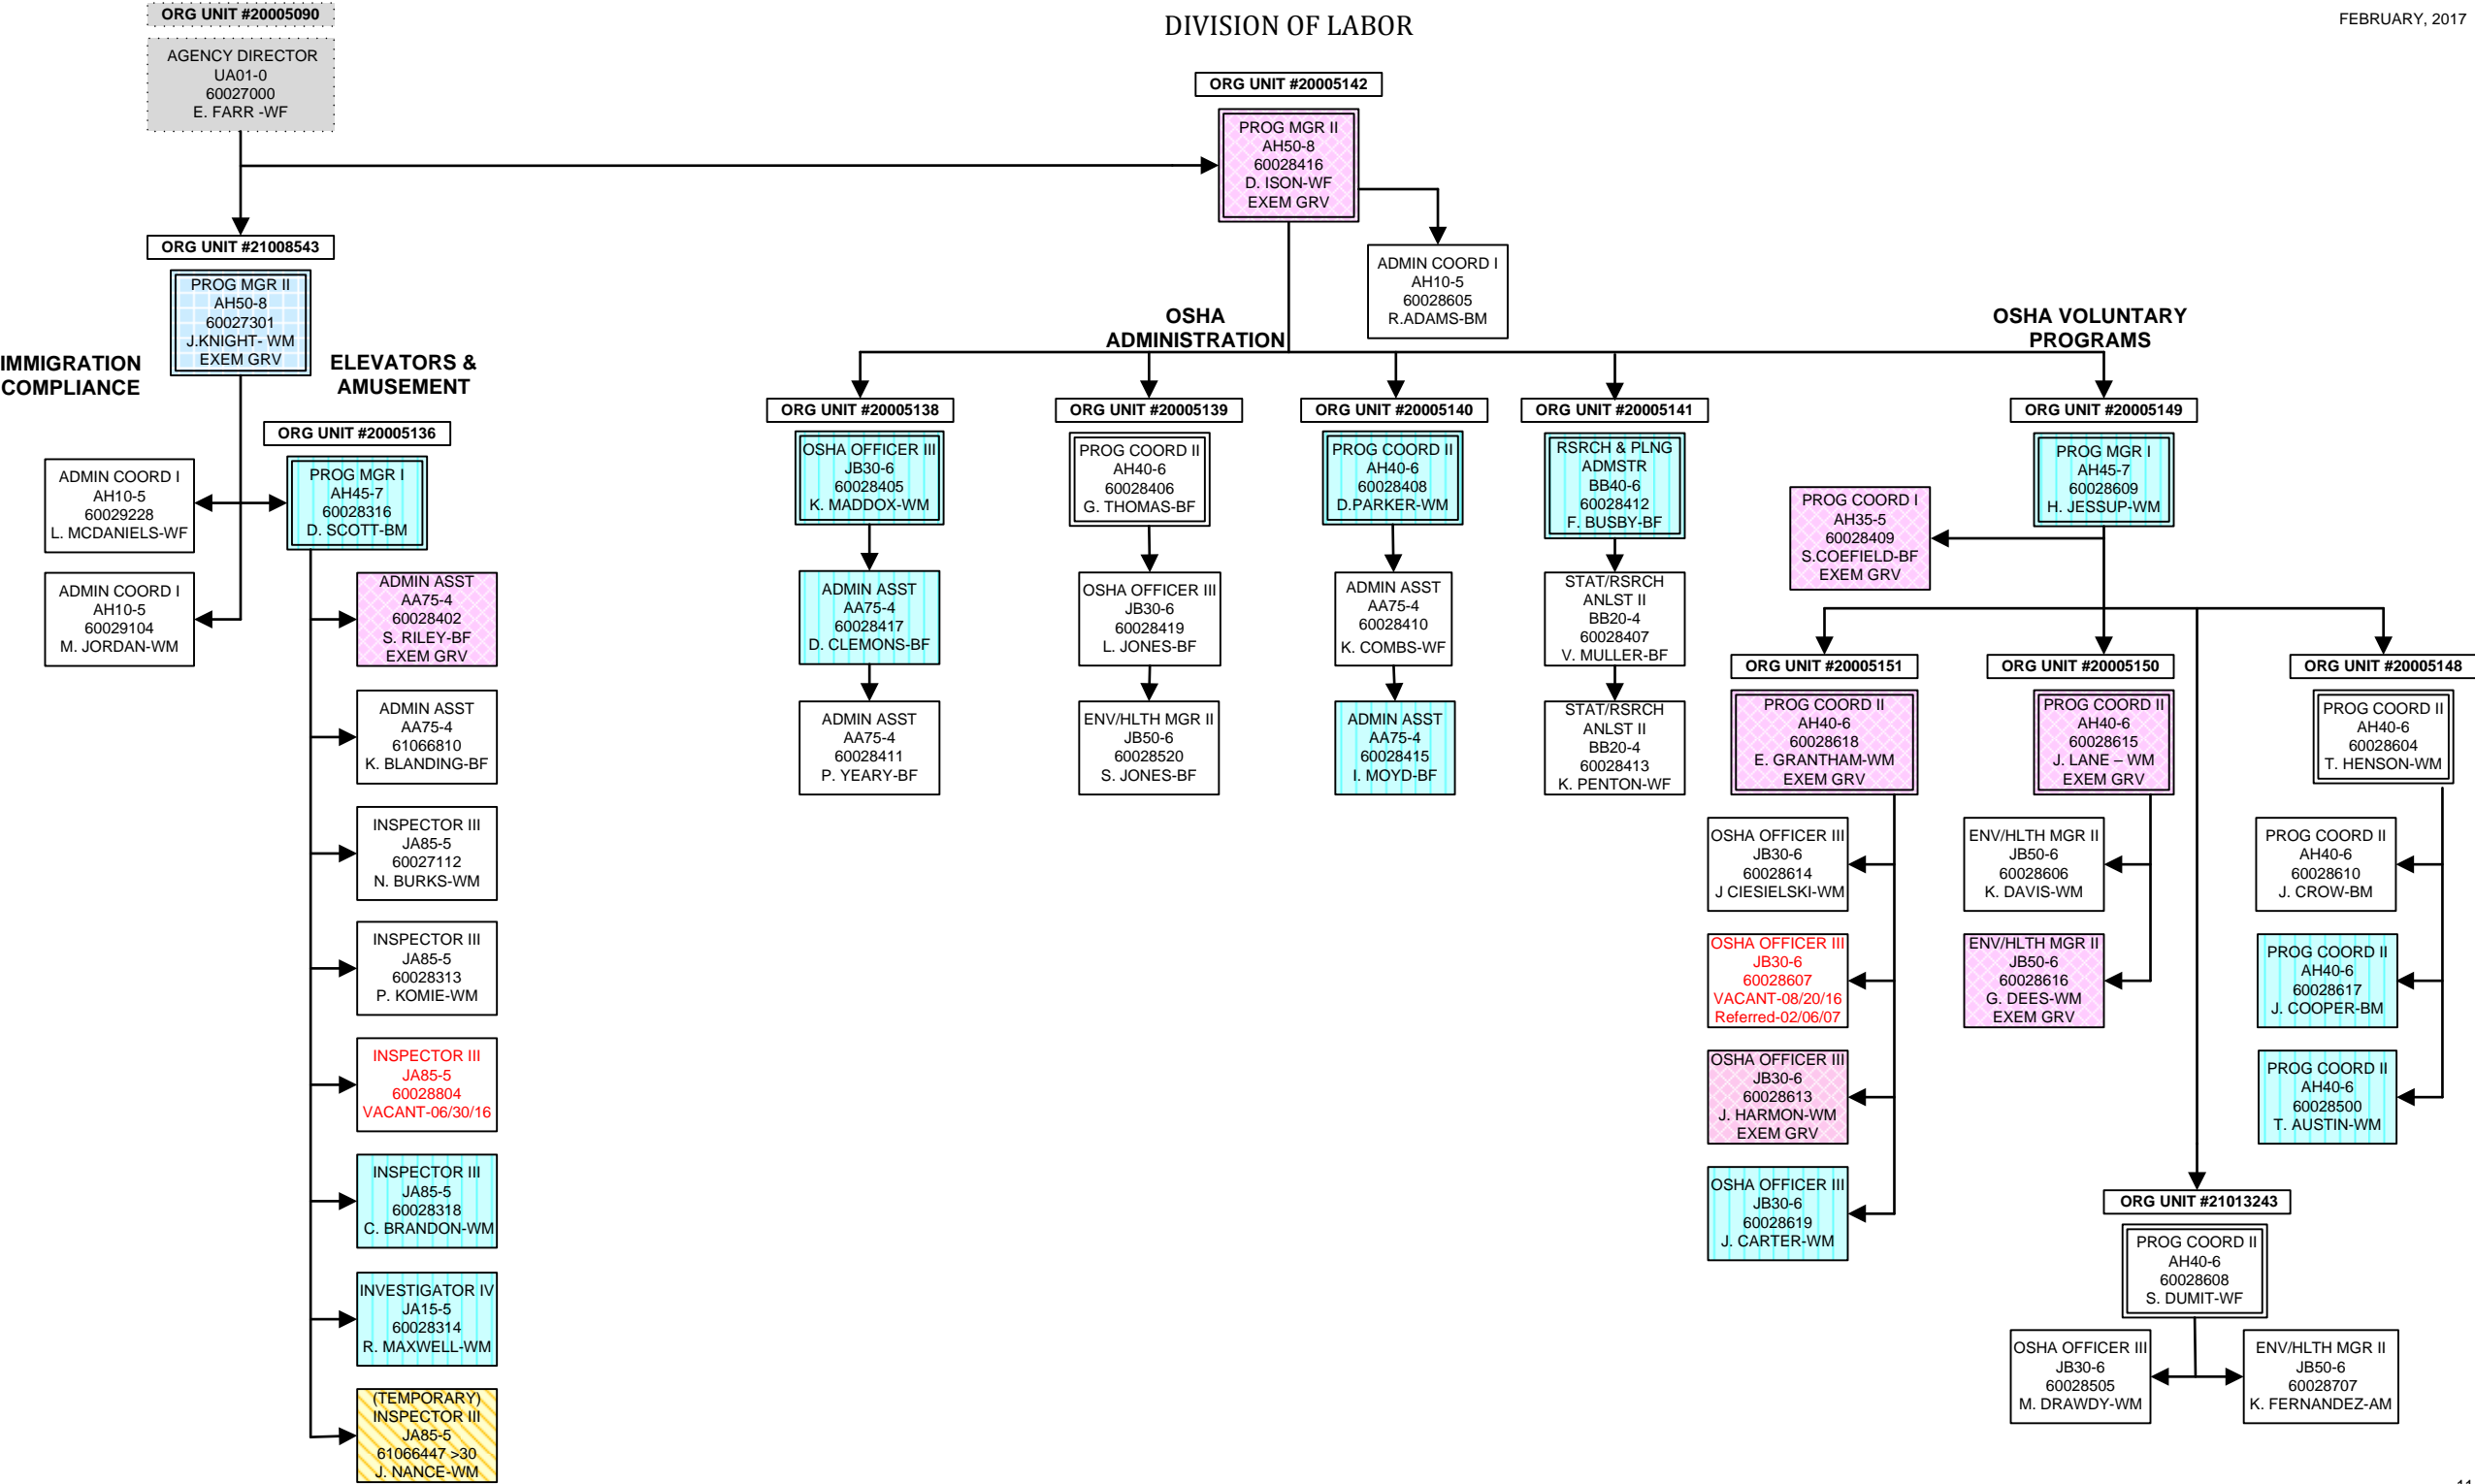 ORG UNIT #20005090
DIVISION OF LABOR
FEBRUARY, 2017
AGENCY DIRECTOR
UA01-0
60027000
E. FARR -WF
ORG UNIT #20005142
PROG MGR II
AH50-8
60028416
D. ISON-WF
EXEM GRV
ADMIN COORD I
AH10-5
60028605
R.ADAMS-BM
ORG UNIT #21008543
PROG MGR II
AH50-8
60027301
J.KNIGHT- WM
EXEM GRV
IMMIGRATION
COMPLIANCE
ELEVATORS &
AMUSEMENT
ADMIN COORD I
AH10-5
60029228
L. MCDANIELS-WF
ADMIN COORD I
AH10-5
60029104
M. JORDAN-WM
ORG UNIT #20005136
PROG MGR I
AH45-7
60028316
D. SCOTT-BM
ADMIN ASST
AA75-4
60028402
S. RILEY-BF
EXEM GRV
ADMIN ASST
AA75-4
61066810
K. BLANDING-BF
INSPECTOR III
JA85-5
60027112
N. BURKS-WM
INSPECTOR III
JA85-5
60028313
P. KOMIE-WM
INSPECTOR III
JA85-5
60028804
VACANT-06/30/16
INSPECTOR III
JA85-5
60028318
C. BRANDON-WM
INVESTIGATOR IV
JA15-5
60028314
R. MAXWELL-WM
(TEMPORARY)
INSPECTOR III
JA85-5
61066447 >30
J. NANCE-WM
OSHA
ADMINISTRATION
OSHA VOLUNTARY
PROGRAMS
ORG UNIT #20005138
OSHA OFFICER III
JB30-6
60028405
K. MADDOX-WM
ADMIN ASST
AA75-4
60028417
D. CLEMONS-BF
ADMIN ASST
AA75-4
60028411
P. YEARY-BF
ORG UNIT #20005139
PROG COORD II
AH40-6
60028406
G. THOMAS-BF
OSHA OFFICER III
JB30-6
60028419
L. JONES-BF
ENV/HLTH MGR II
JB50-6
60028520
S. JONES-BF
ORG UNIT #20005140
PROG COORD II
AH40-6
60028408
D.PARKER-WM
ADMIN ASST
AA75-4
60028410
K. COMBS-WF
ADMIN ASST
AA75-4
60028415
I. MOYD-BF
ORG UNIT #20005141
RSRCH & PLNG
ADMSTR
BB40-6
60028412
F. BUSBY-BF
STAT/RSRCH
ANLST II
BB20-4
60028407
V. MULLER-BF
STAT/RSRCH
ANLST II
BB20-4
60028413
K. PENTON-WF
ORG UNIT #20005149
PROG MGR I
AH45-7
60028609
H. JESSUP-WM
PROG COORD I
AH35-5
60028409
S.COEFIELD-BF
EXEM GRV
ORG UNIT #20005151
PROG COORD II
AH40-6
60028618
E. GRANTHAM-WM
EXEM GRV
OSHA OFFICER III
JB30-6
60028614
J CIESIELSKI-WM
OSHA OFFICER III
JB30-6
60028607
VACANT-08/20/16
Referred-02/06/07
OSHA OFFICER III
JB30-6
60028613
J. HARMON-WM
EXEM GRV
OSHA OFFICER III
JB30-6
60028619
J. CARTER-WM
ORG UNIT #20005150
PROG COORD II
AH40-6
60028615
J. LANE – WM
EXEM GRV
ENV/HLTH MGR II
JB50-6
60028606
K. DAVIS-WM
ENV/HLTH MGR II
JB50-6
60028616
G. DEES-WM
EXEM GRV
ORG UNIT #20005148
PROG COORD II
AH40-6
60028604
T. HENSON-WM
PROG COORD II
AH40-6
60028610
J. CROW-BM
PROG COORD II
AH40-6
60028617
J. COOPER-BM
PROG COORD II
AH40-6
60028500
T. AUSTIN-WM
ORG UNIT #21013243
PROG COORD II
AH40-6
60028608
S. DUMIT-WF
OSHA OFFICER III
JB30-6
60028505
M. DRAWDY-WM
ENV/HLTH MGR II
JB50-6
60028707
K. FERNANDEZ-AM